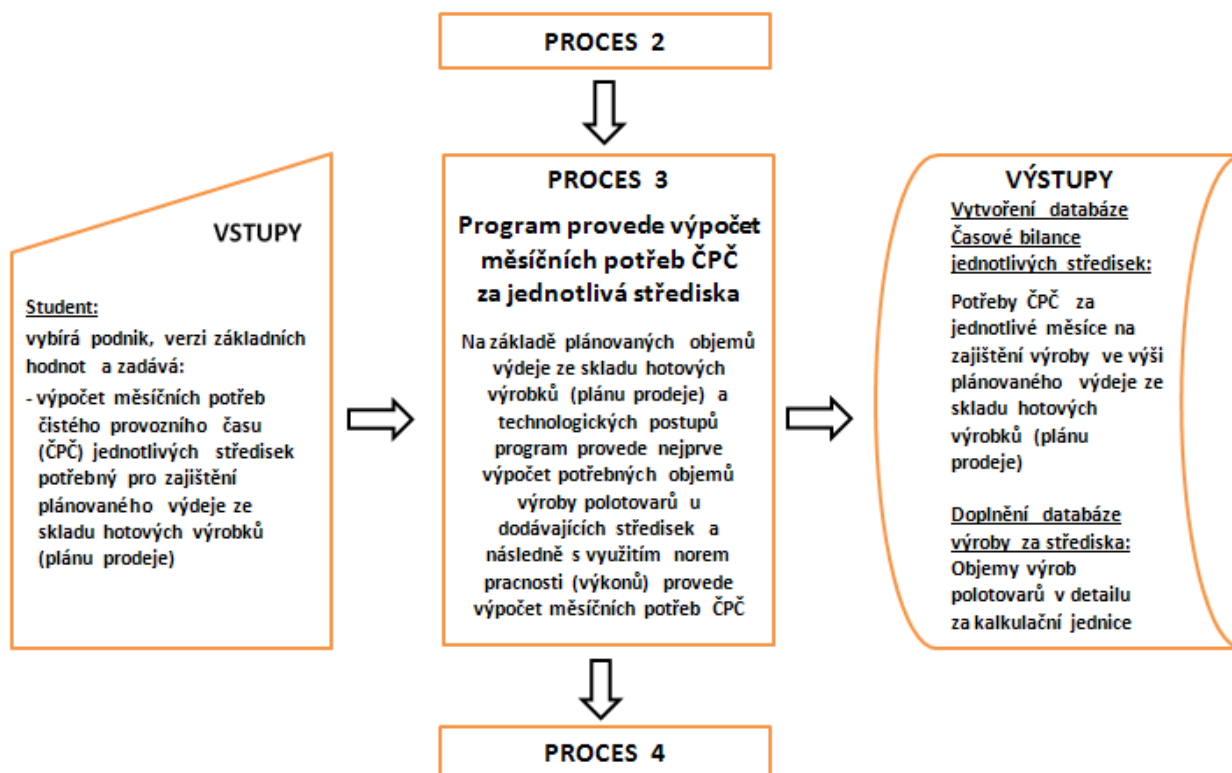 PROCES 2
VSTUPY
Student:
vybírá podnik, verzi základních
hodnot a zadává:
- výpočet měsíčních potřeb
čistého provozního času
(ČPČ) jednotlivých středisek
potřebný pro zajištění
plánovaného výdeje ze
skladu hotových výrobků
(plánu prodeje)
PROCES 3
Program provede výpočet
měsíčních potřeb ČPČ
za jednotlivá střediska
Na základě plánovaných objemů
výdeje ze skladu hotových
výrobků (plánu prodeje) a
technologických postupů
program provede nejprve
výpočet potřebných objemů
výroby polotovarů u
dodávajících středisek a
následně s využitím norem
pracnosti (výkonů) provede
výpočet měsíčních potřeb ČPČ
VÝSTUPY
Vytvoření databáze
Časové bilance
jednotlivých středisek:
Potřeby ČPČ za
jednotlivé měsíce na
zajištění výroby ve výši
plánovaného výdeje ze
skladu hotových
výrobků (plánu
prodeje)
Doplnění databáze
výroby za střediska:
Objemy výrob
polotovarů v detailu
za kalkulační jednice
PROCES 4